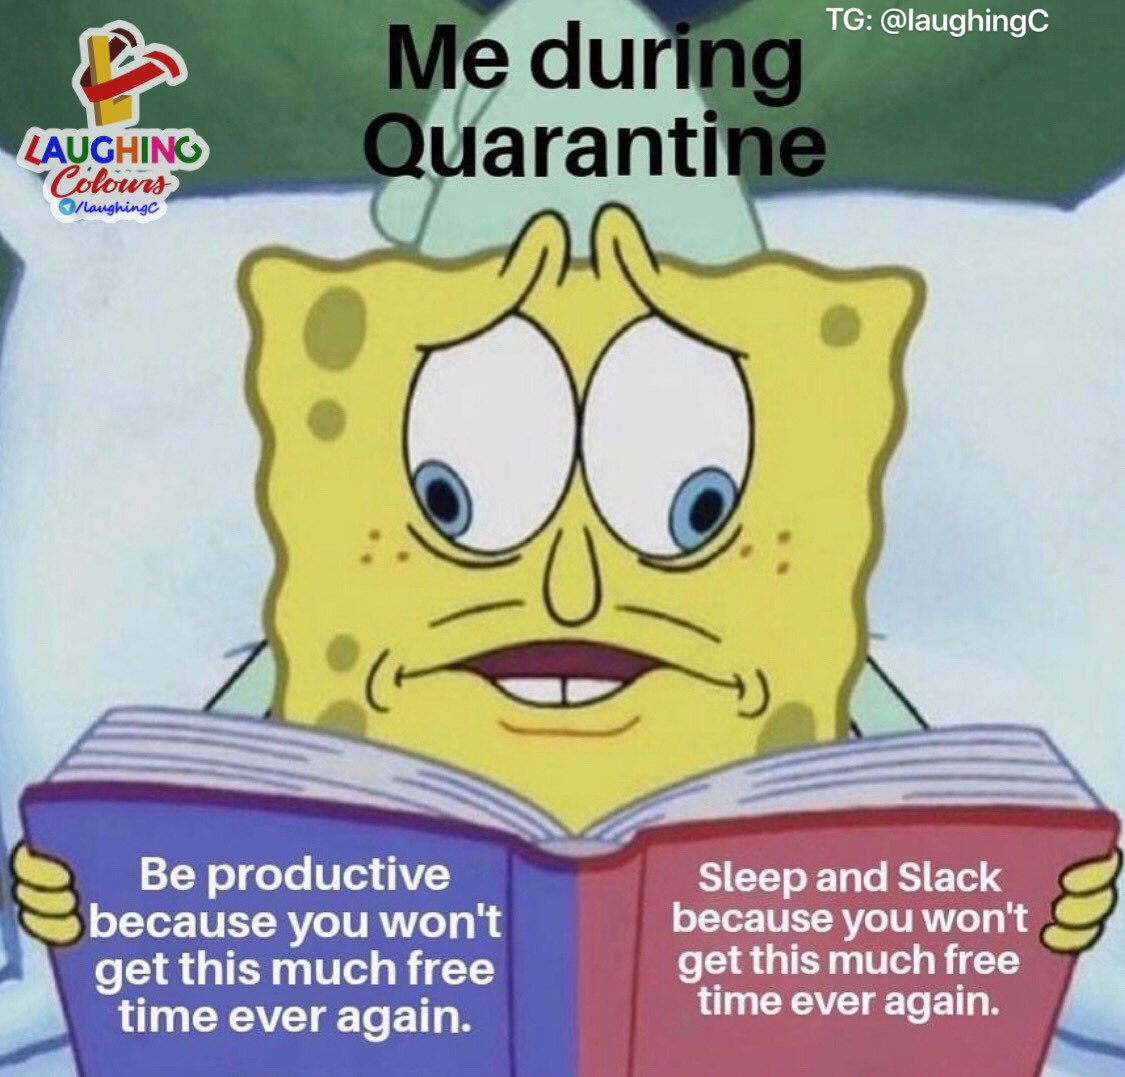 TG: @laughingC
LAUGHING
Colours
/laughingC
Me during
Quarantine
Be productive
because you won't
get this much free
time ever again.
Sleep and Slack
because you won't
get this much free
time ever again.